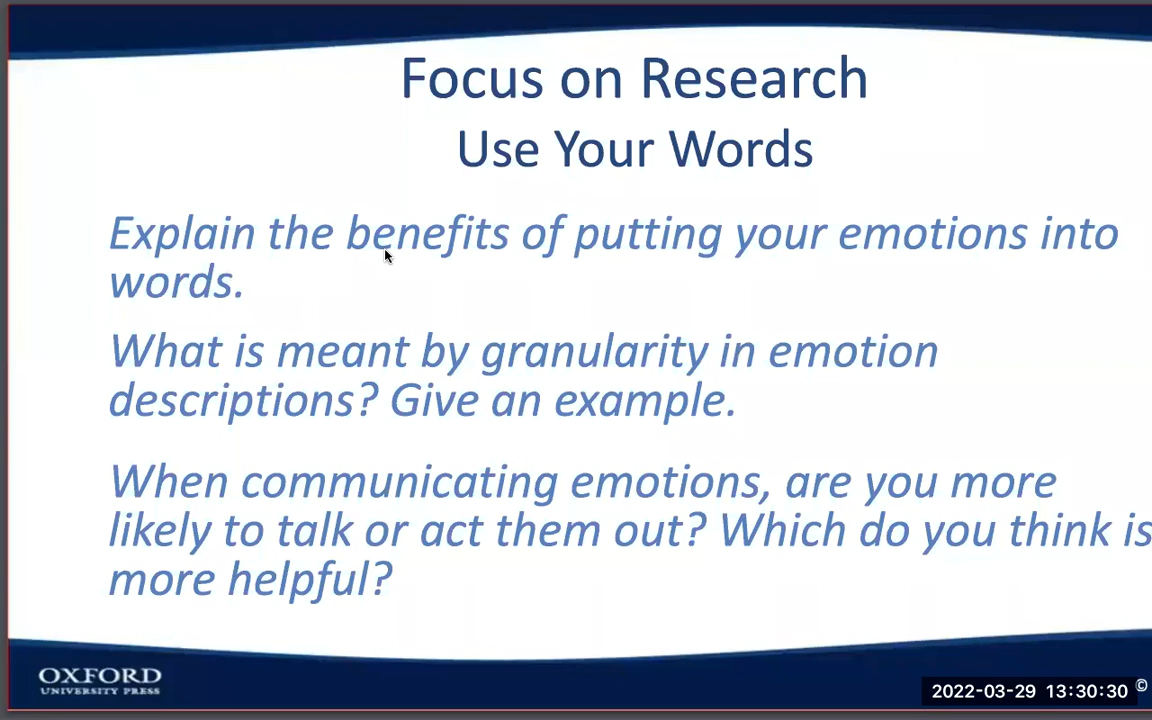 Focus on Research
Use Your Words
Explain the benefits of putting your emotions into
words.
What is meant by granularity in emotion
descriptions? Give an example.
When communicating emotions, are you more
likely to talk or act them out? Which do you think is
more helpful?
OXFORD
UNIVERSITY PRESS
2022-03-29 13:30:30 ©